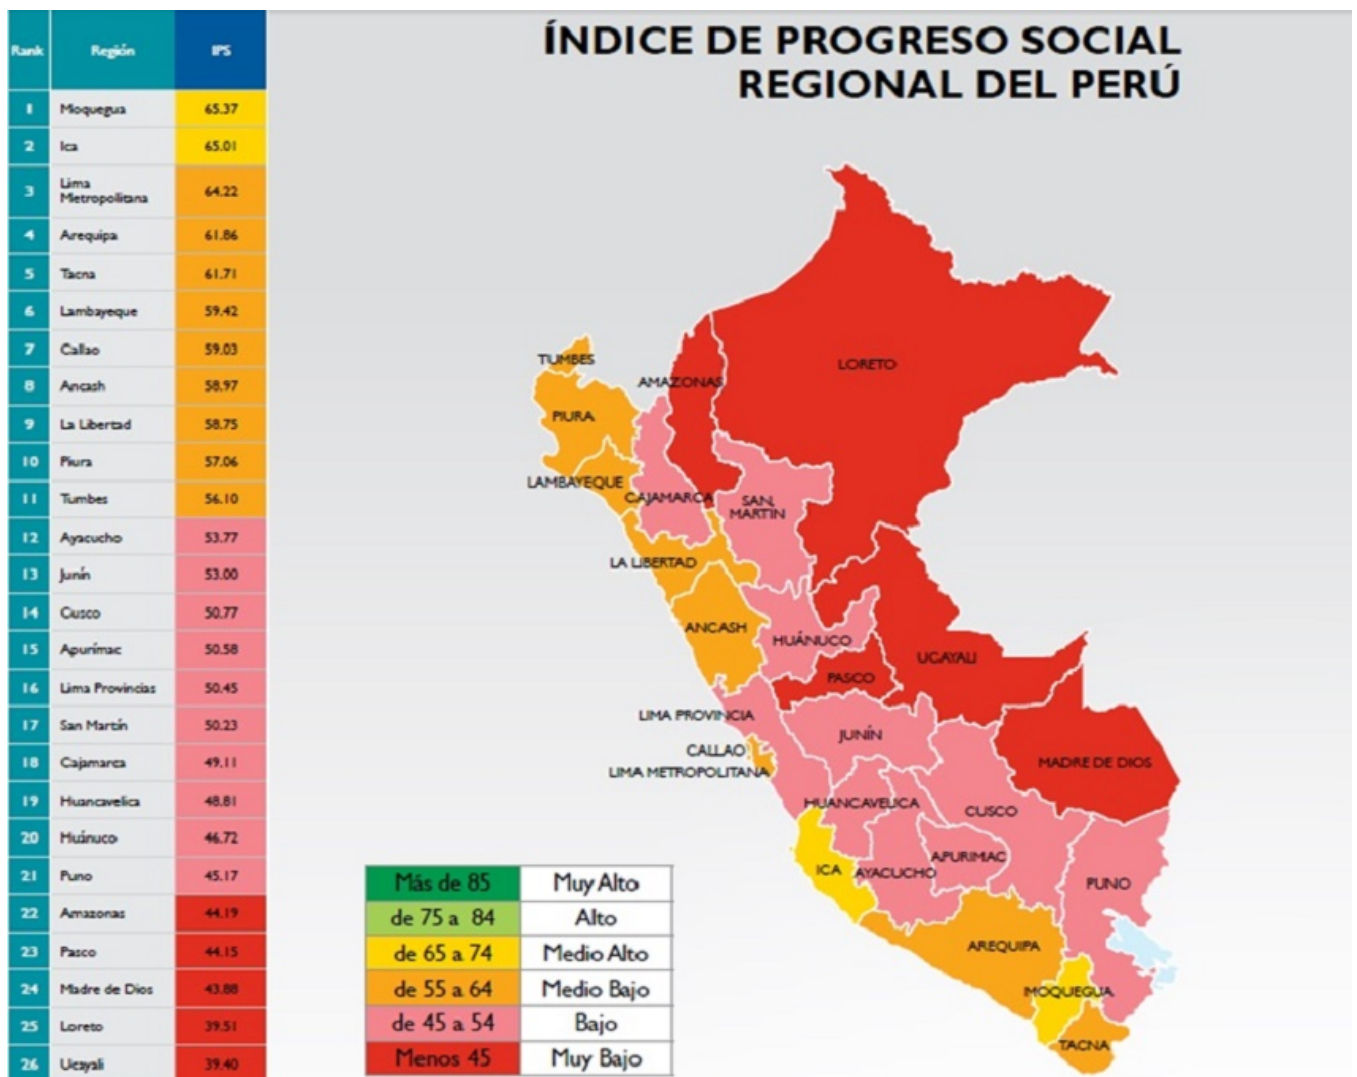 ÍNDICE DE PROGRESO SOCIAL
REGIONAL DEL PERÚ
Rank Región IPS
1 Moquegua 65.37
2 Ica 65.01
3 Lima Metropolitana 64.22
4 Arequipa 61.86
5 Tacna 61.71
6 Lambayeque 59.42
7 Callao 59.03
8 Ancash 58.97
9 La Libertad 58.75
10 Piura 57.06
11 Tumbes 56.10
12 Ayacucho 53.77
13 Junín 53.00
14 Cusco 50.77
15 Apurímac 50.58
16 Lima Provincias 50.45
17 San Martín 50.23
18 Cajamarca 49.11
19 Huancavelica 48.81
20 Huánuco 46.72
21 Puno 45.17
22 Amazonas 44.19
23 Pasco 44.15
24 Madre de Dios 43.88
25 Loreto 39.51
26 Ucayali 39.40
TUMBES
LORETO
AMAZONAS
PIURA
LAMBAYEQUE
CAJAMARCA
SAN
MARTIN
LA LIBERTAD
ANCASH
HUÁNUCO
UCAYALI
PASCO
LIMA PROVINCIA
JUNÍN
CALLAO
LIMA METROPOLITANA
MADRE DE DIOS
HUANCAVELICA
CUSCO
APURIMAC
ICA
AYACUCHO
PUNO
AREQUIPA
MOQUEGUA
TACNA
Más de 85 Muy Alto
de 75 a 84 Alto
de 65 a 74 Medio Alto
de 55 a 64 Medio Bajo
de 45 a 54 Bajo
Menos 45 Muy Bajo